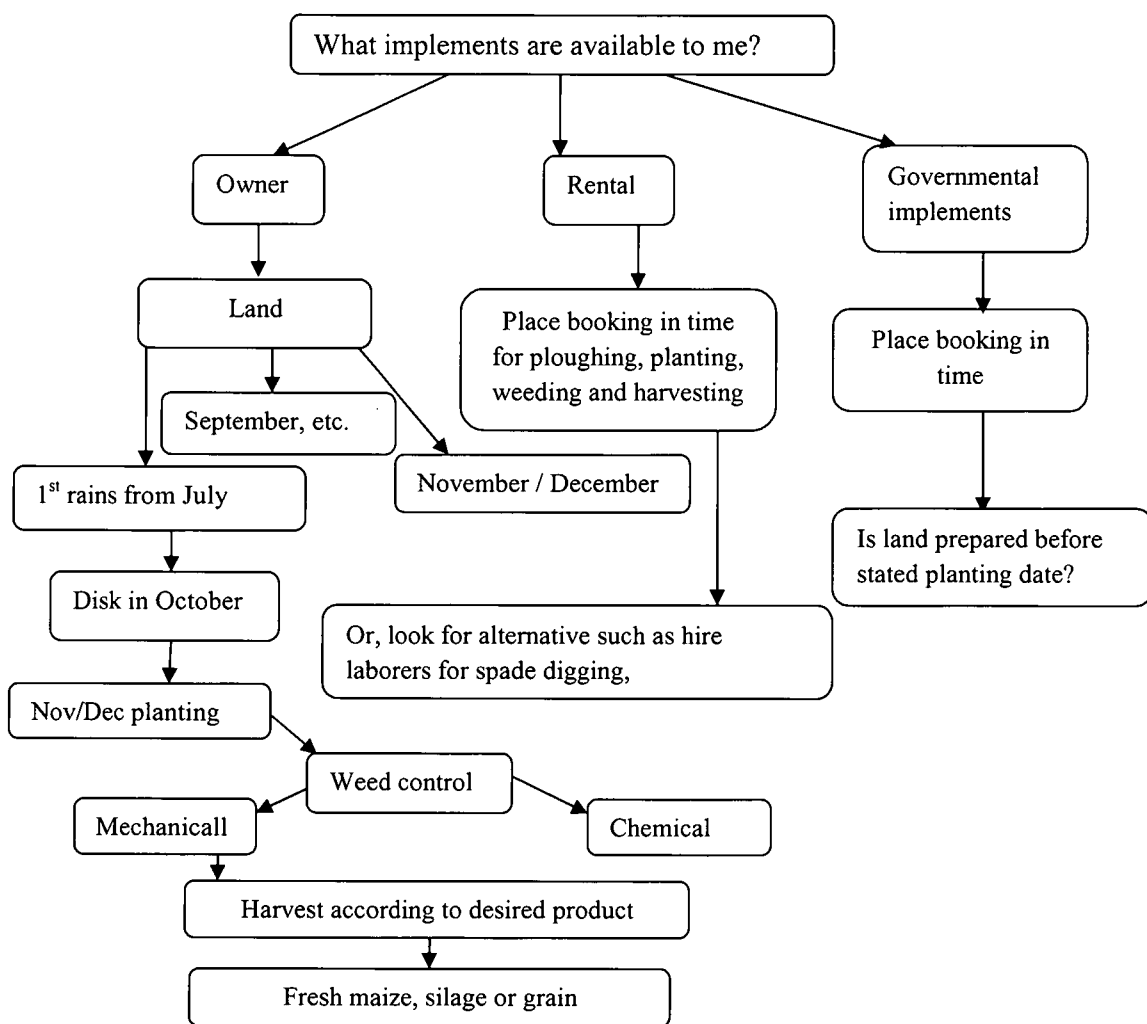 What implements are available to me?
Owner
Rental
Governmental
implements
Land
Place booking in time
for ploughing, planting,
weeding and harvesting
Place booking in
time
September, etc.
November / December
1st rains from July
Is land prepared before
stated planting date?
Disk in October
Or, look for alternative such as hire
laborers for spade digging,
Nov/Dec planting
Weed control
Mechanicall
Chemical
Harvest according to desired product
Fresh maize, silage or grain